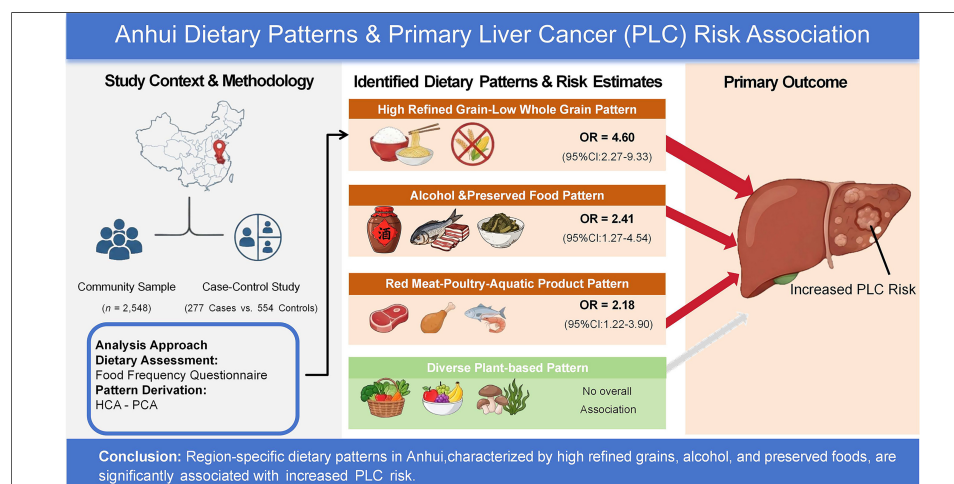 Anhui Dietary Patterns & Primary Liver Cancer (PLC) Risk Association
Study Context & Methodology
Community Sample
(n = 2,548)
Case-Control Study
(277 Cases vs. 554 Controls)
Analysis Approach
Dietary Assessment:
Food Frequency Questionnaire
Pattern Derivation:
HCA - PCA
Identified Dietary Patterns & Risk Estimates
High Refined Grain-Low Whole Grain Pattern
OR = 4.60
(95%CI:2.27-9.33)
Alcohol &Preserved Food Pattern
酒
OR = 2.41
(95%CI:1.27-4.54)
Red Meat-Poultry-Aquatic Product Pattern
OR = 2.18
(95%CI:1.22-3.90)
Diverse Plant-based Pattern
No overall
Association
Primary Outcome
Increased PLC Risk
Conclusion: Region-specific dietary patterns in Anhui,characterized by high refined grains, alcohol, and preserved foods, are
significantly associated with increased PLC risk.